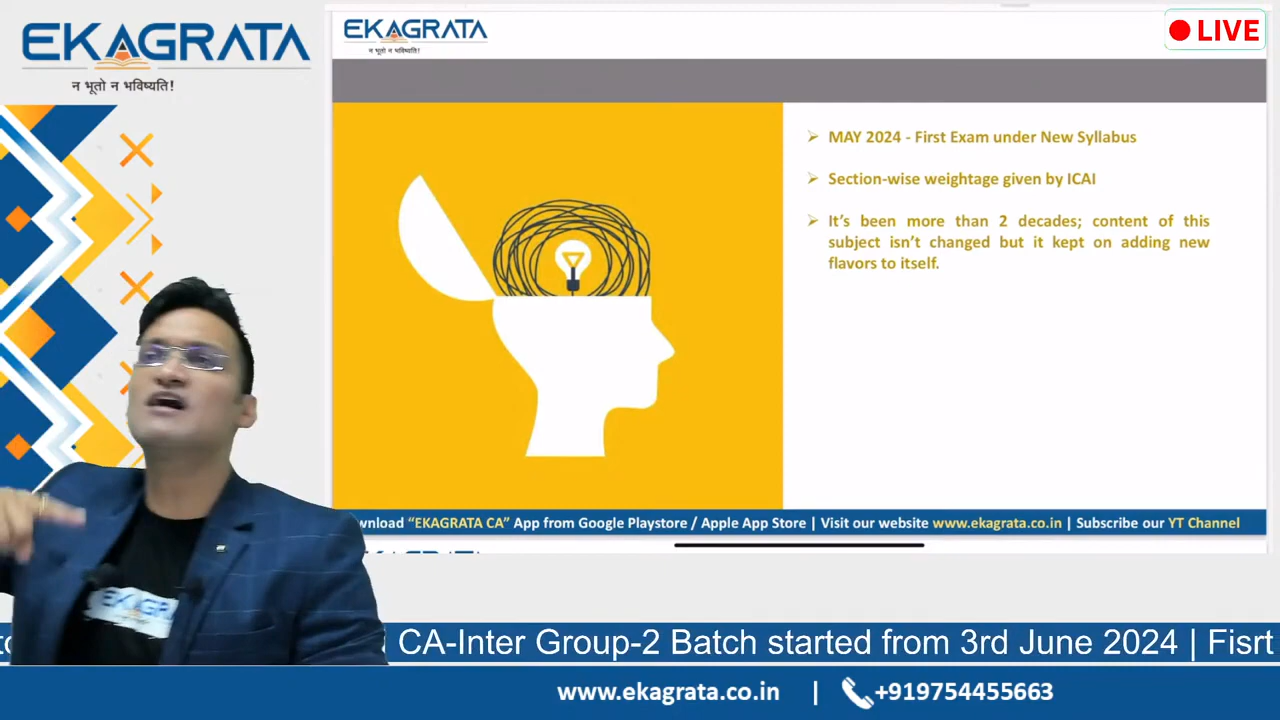 EKAGRATA
न भूतो न भविष्यति!
EKAGRATA
न भूतो न भविष्यति!
LIVE
➢ MAY 2024 - First Exam under New Syllabus
➢ Section-wise weightage given by ICAI
➢ It's been more than 2 decades; content of this
subject isn't changed but it kept on adding new
flavors to itself.
wnload “EKAGRATA CA” App from Google Playstore / Apple App Store | Visit our website www.ekagrata.co.in | Subscribe our YT Channel
EKAGR
CA-Inter Group-2 Batch started from 3rd June 2024 | Fisrt
www.ekagrata.co.in | +919754455663